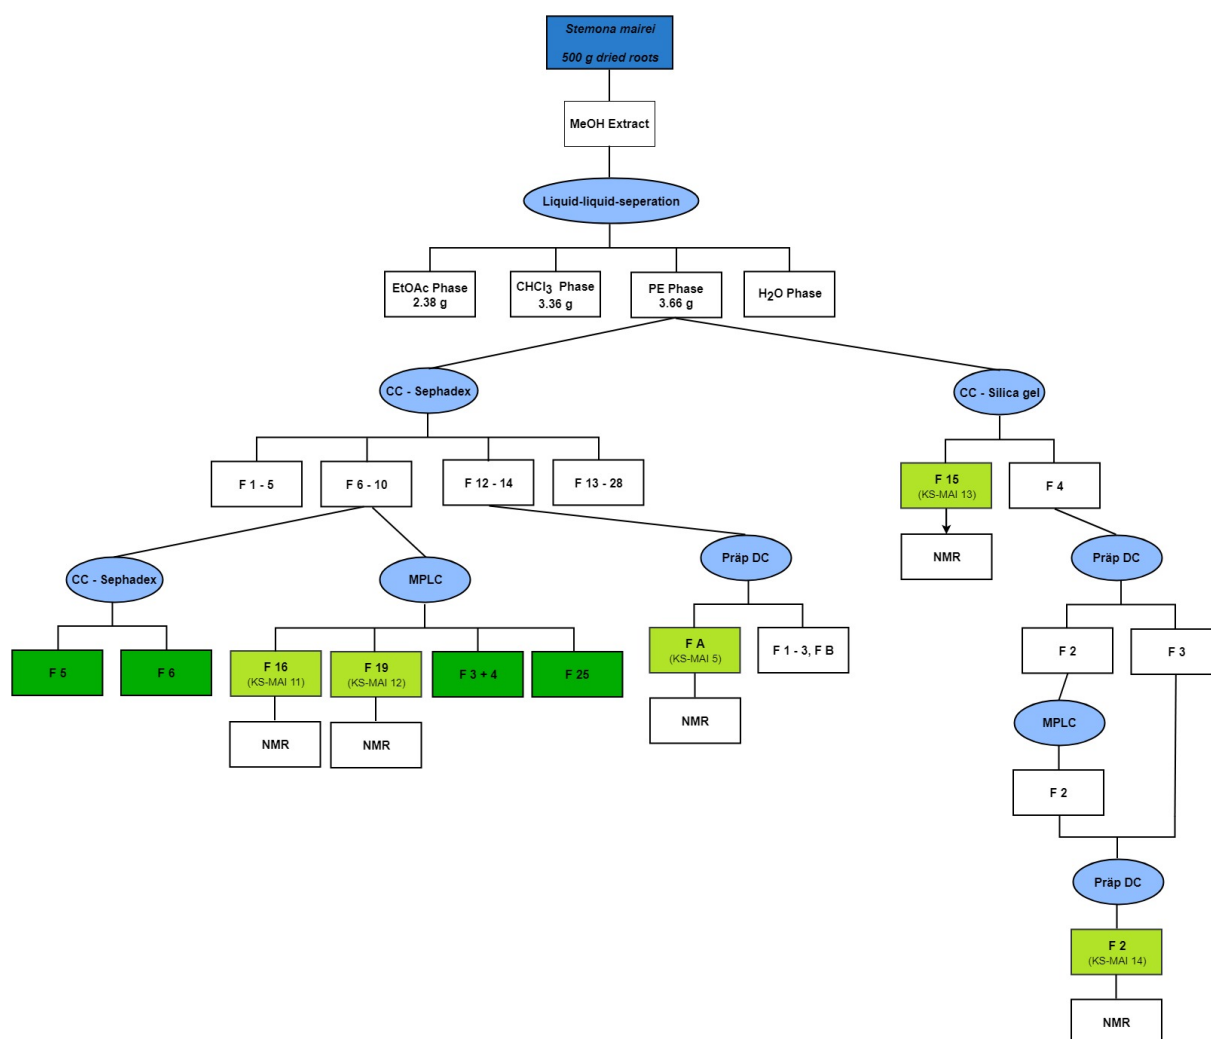 Stemona mairei
500 g dried roots
MeOH Extract
Liquid-liquid-seperation
EtOAc Phase
2.38 g
CHCl3 Phase
3.36 g
PE Phase
3.66 g
H2O Phase
CC - Sephadex
CC - Silica gel
F 1 - 5
F 6 - 10
F 12 - 14
F 13 - 28
F 15
(KS-MAI 13)
F 4
NMR
CC - Sephadex
MPLC
Präp DC
Präp DC
F 5
F 6
F 16
(KS-MAI 11)
F 19
(KS-MAI 12)
F 3 + 4
F 25
F A
(KS-MAI 5)
F 1 - 3, F B
F 2
F 3
NMR
NMR
NMR
MPLC
F 2
Präp DC
F 2
(KS-MAI 14)
NMR